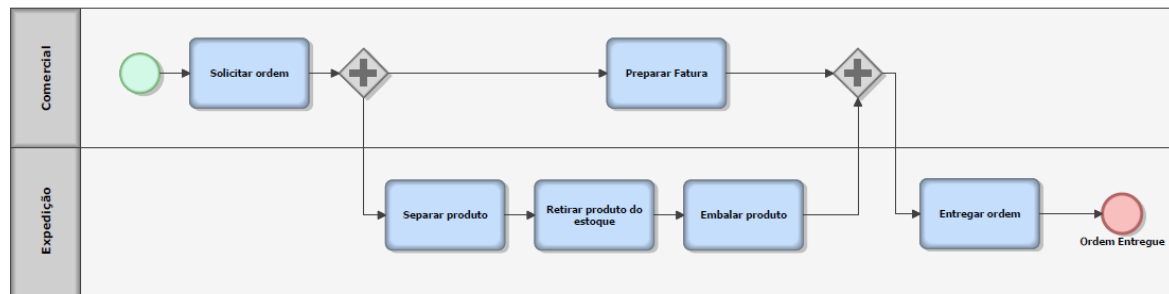 Comercial
Solicitar ordem
Preparar Fatura
Expedição
Separar produto
Retirar produto do
estoque
Embalar produto
Entregar ordem
Ordem Entregue